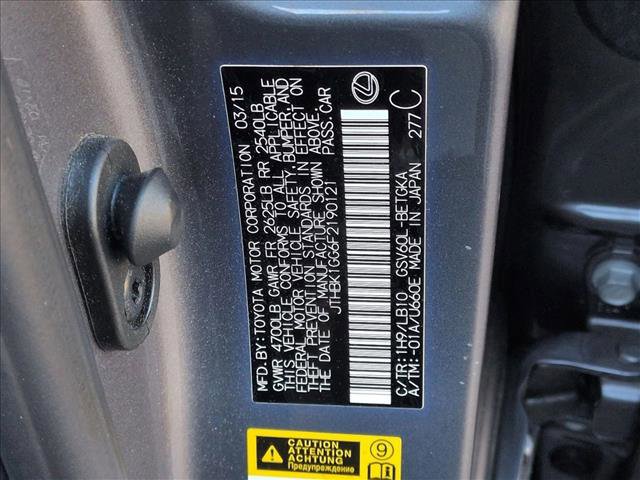 MFD.BY:TOYOTA MOTOR CORPORATION 03/15
GVWR 4700LB GAWR FR 2625LB RR 2540LB
THIS VEHICLE CONFORMS TO ALL APPLICABLE
FEDERAL MOTOR VEHICLE SAFETY, BUMPER, AND
THEFT PREVENTION STANDARDS IN EFFECT ON
THE DATE OF MANUFACTURE SHOWN ABOVE.
JTHBK1GG6F2190121 PASS.CAR
C/TR:1H9/LB10 GSV60L-BETGKA
A/TM:-01A/U660E MADE IN JAPAN 277 C
CAUTION
ATTENTION
ACHTUNG
Предупреждение
9